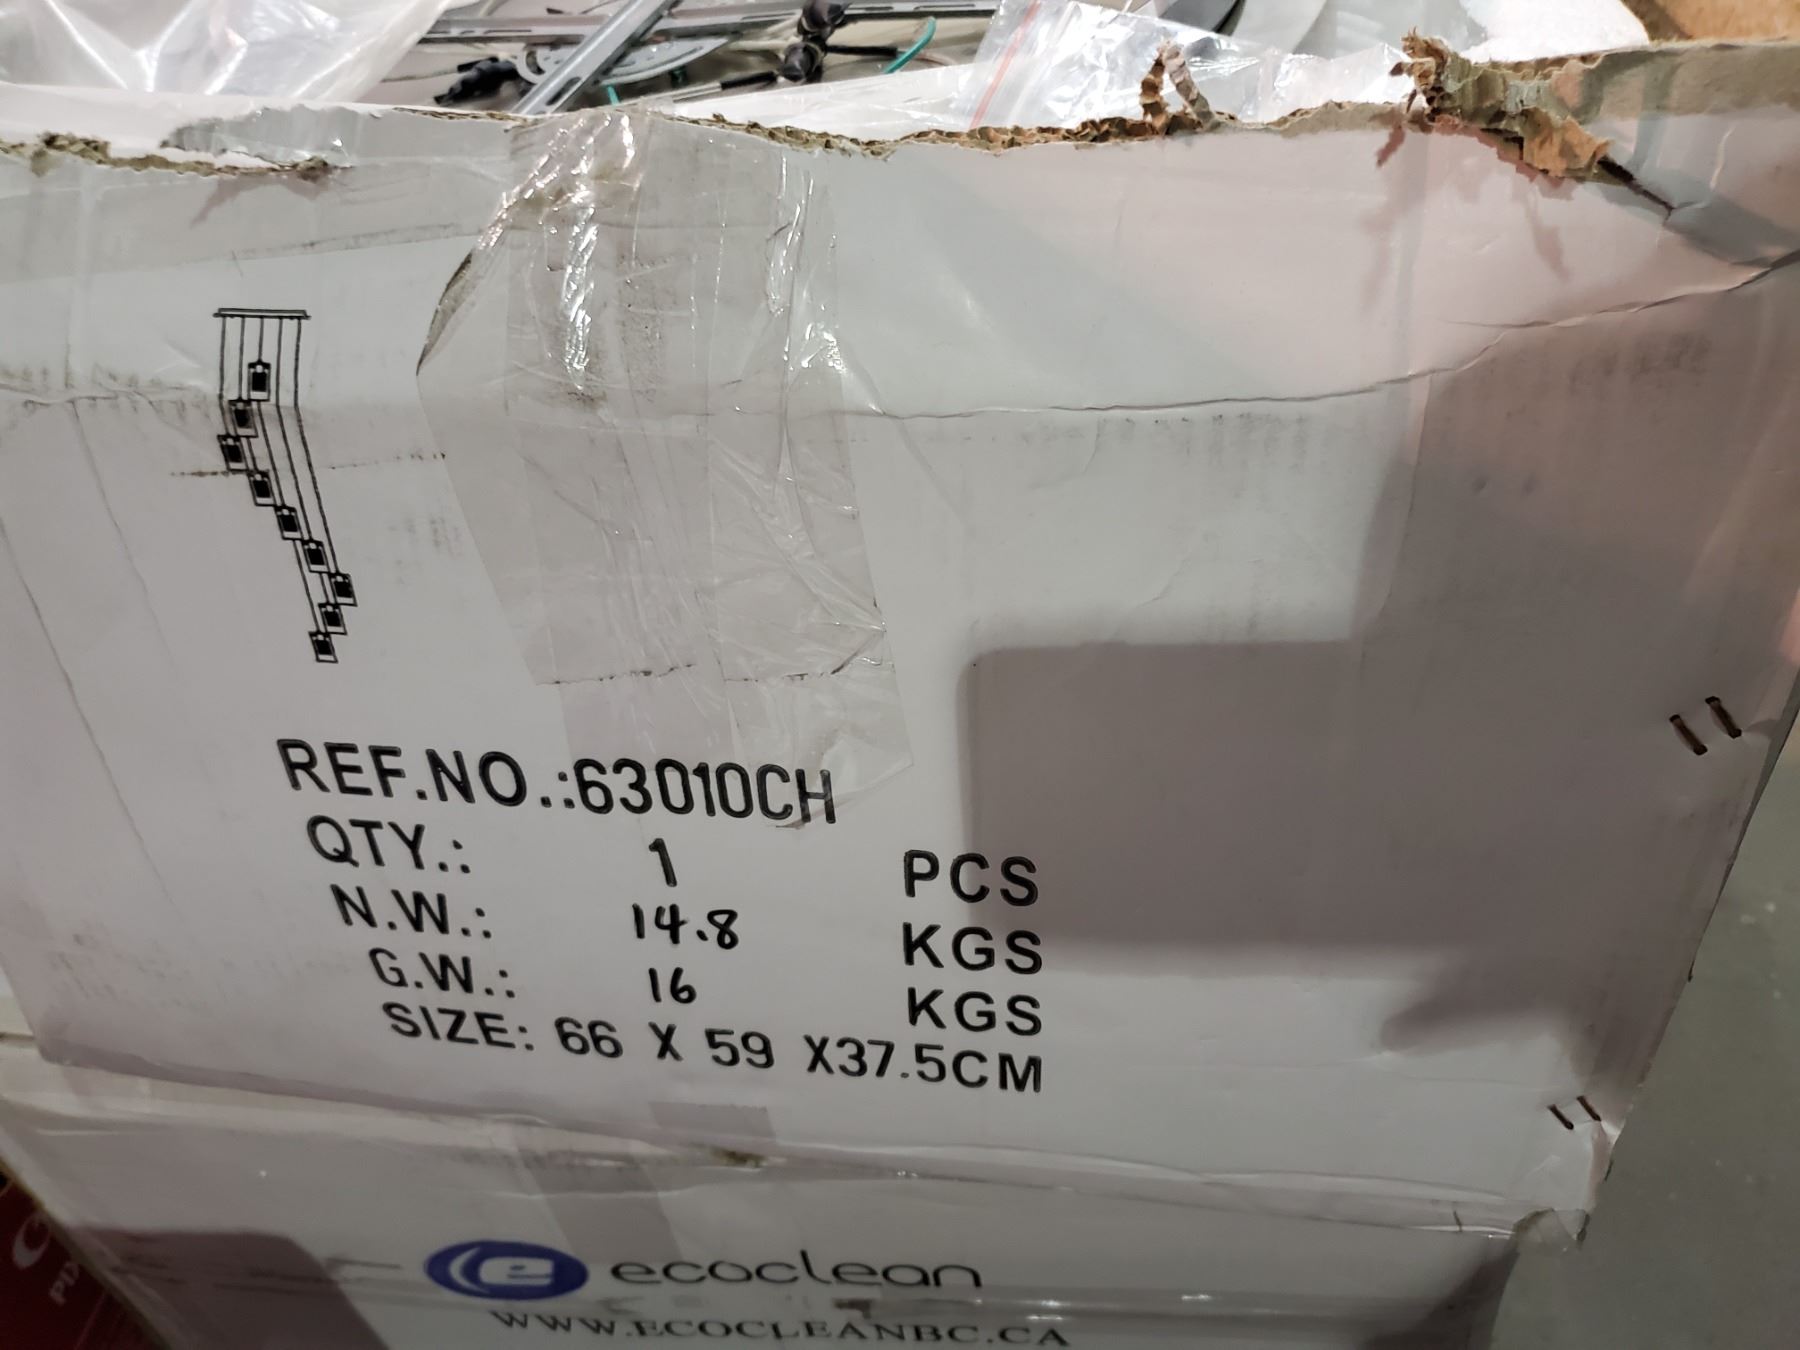 REF.NO.:63010CH
QTY.: 1 PCS
N.W.: 14.8 KGS
G.W.: 16 KGS
SIZE: 66 X 59 X37.5CM
ecoclean
WWW.ECOCLEANBC.CA